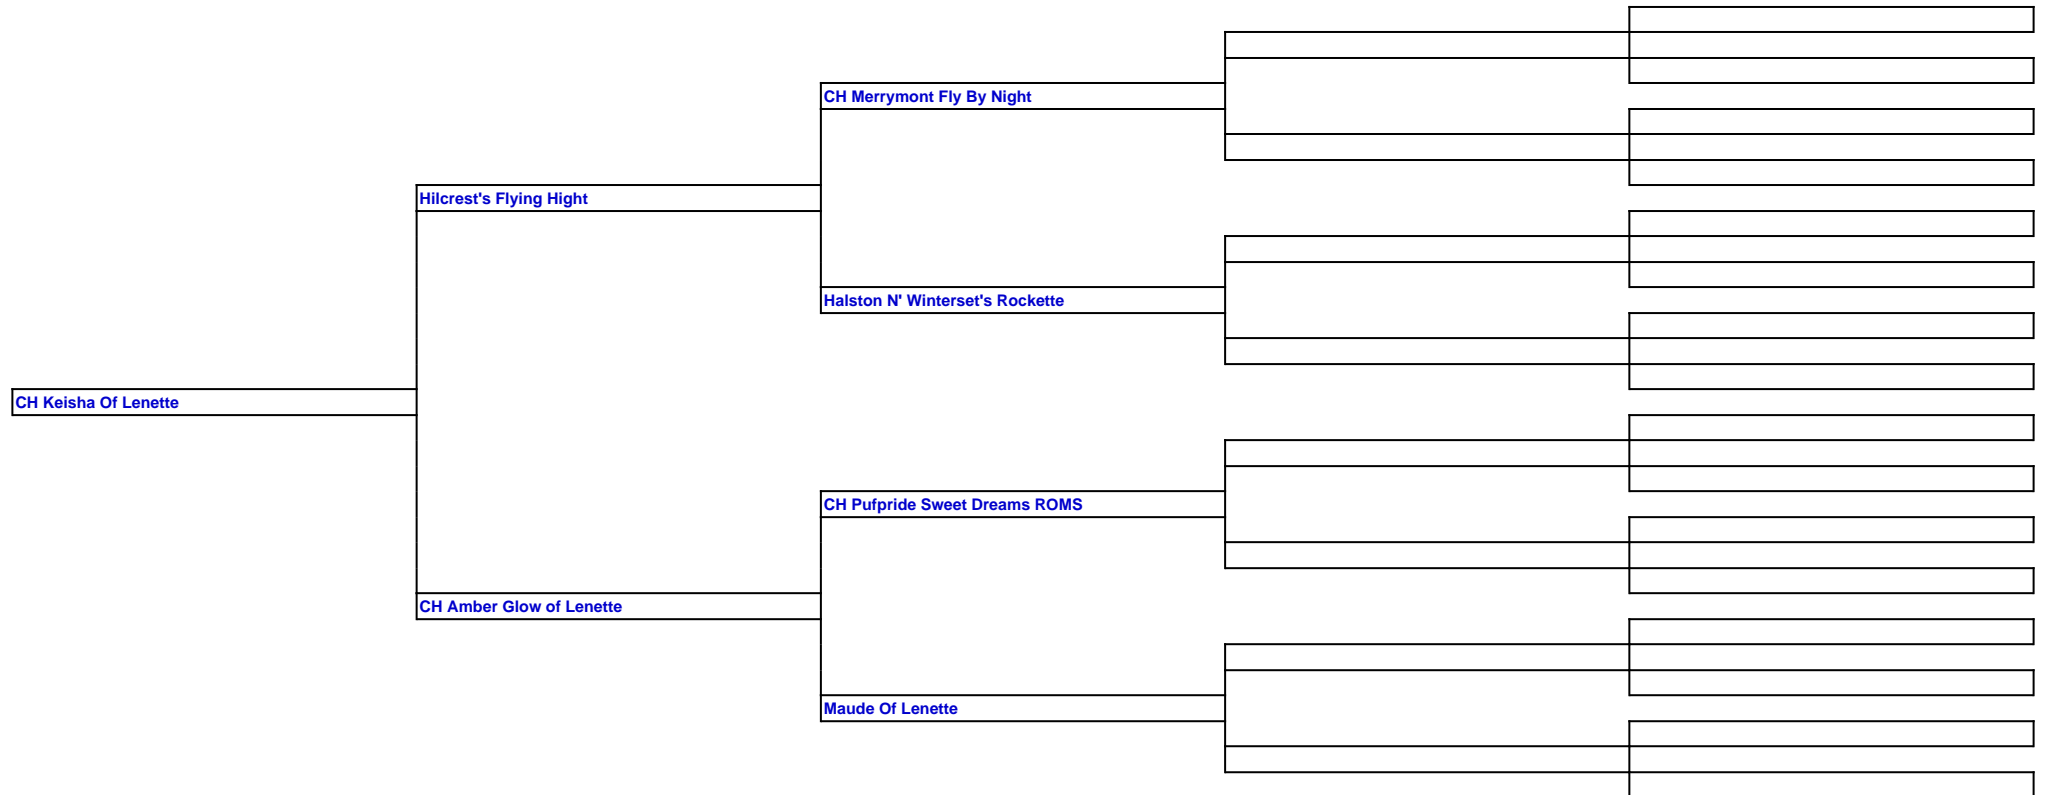 CH Merrymont Fly By Night
Hilcrest's Flying Hight
Halston N' Winterset's Rockette
CH Keisha Of Lenette
CH Pufpride Sweet Dreams ROMS
CH Amber Glow of Lenette
Maude Of Lenette